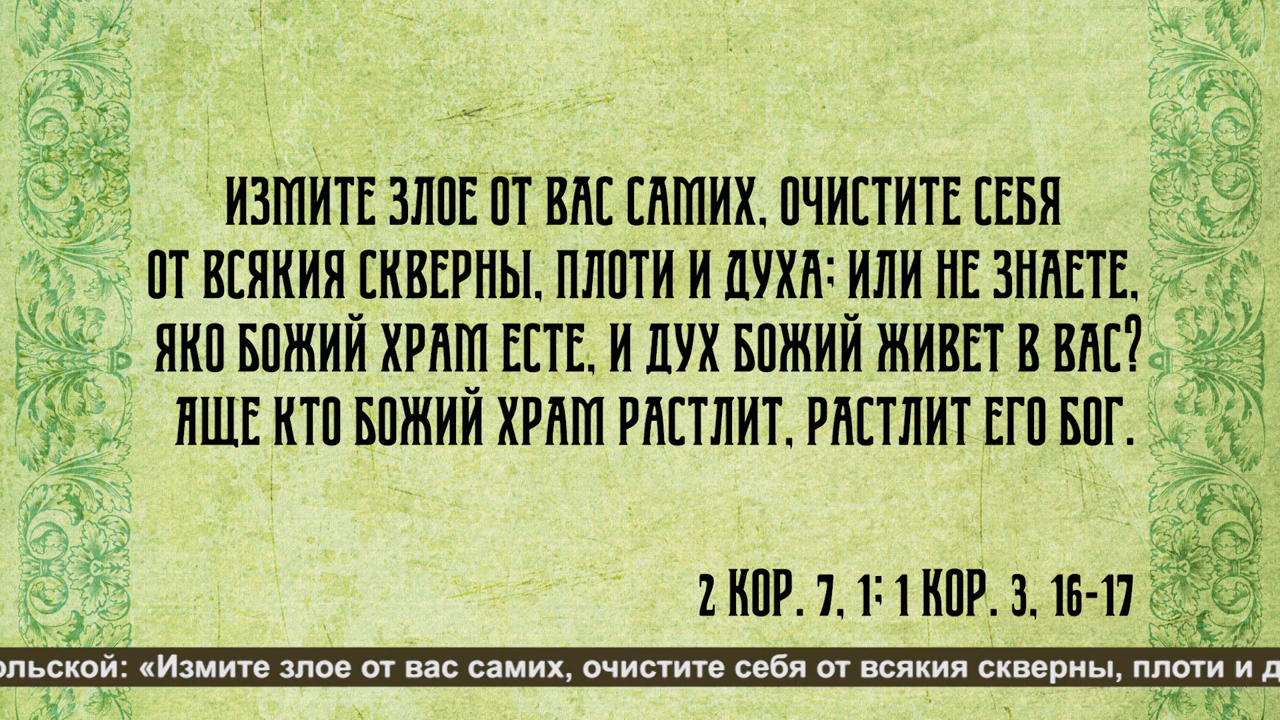 ИЗМИТЕ ЗЛОЕ ОТ ВАС САМИХ, ОЧИСТИТЕ СЕБЯ
ОТ ВСЯКИЯ СКВЕРНЫ, ПЛОТИ И ДУХА; ИЛИ НЕ ЗНАЕТЕ,
ЯКО БОЖИЙ ХРАМ ЕСТЕ, И ДУХ БОЖИЙ ЖИВЕТ В ВАС?
АЩЕ КТО БОЖИЙ ХРАМ РАСТЛИТ, РАСТЛИТ ЕГО БОГ.
2 КОР. 7, 1; 1 КОР. 3, 16-17
ольской: «Измите злое от вас самих, очистите себя от всякия скверны, плоти и д